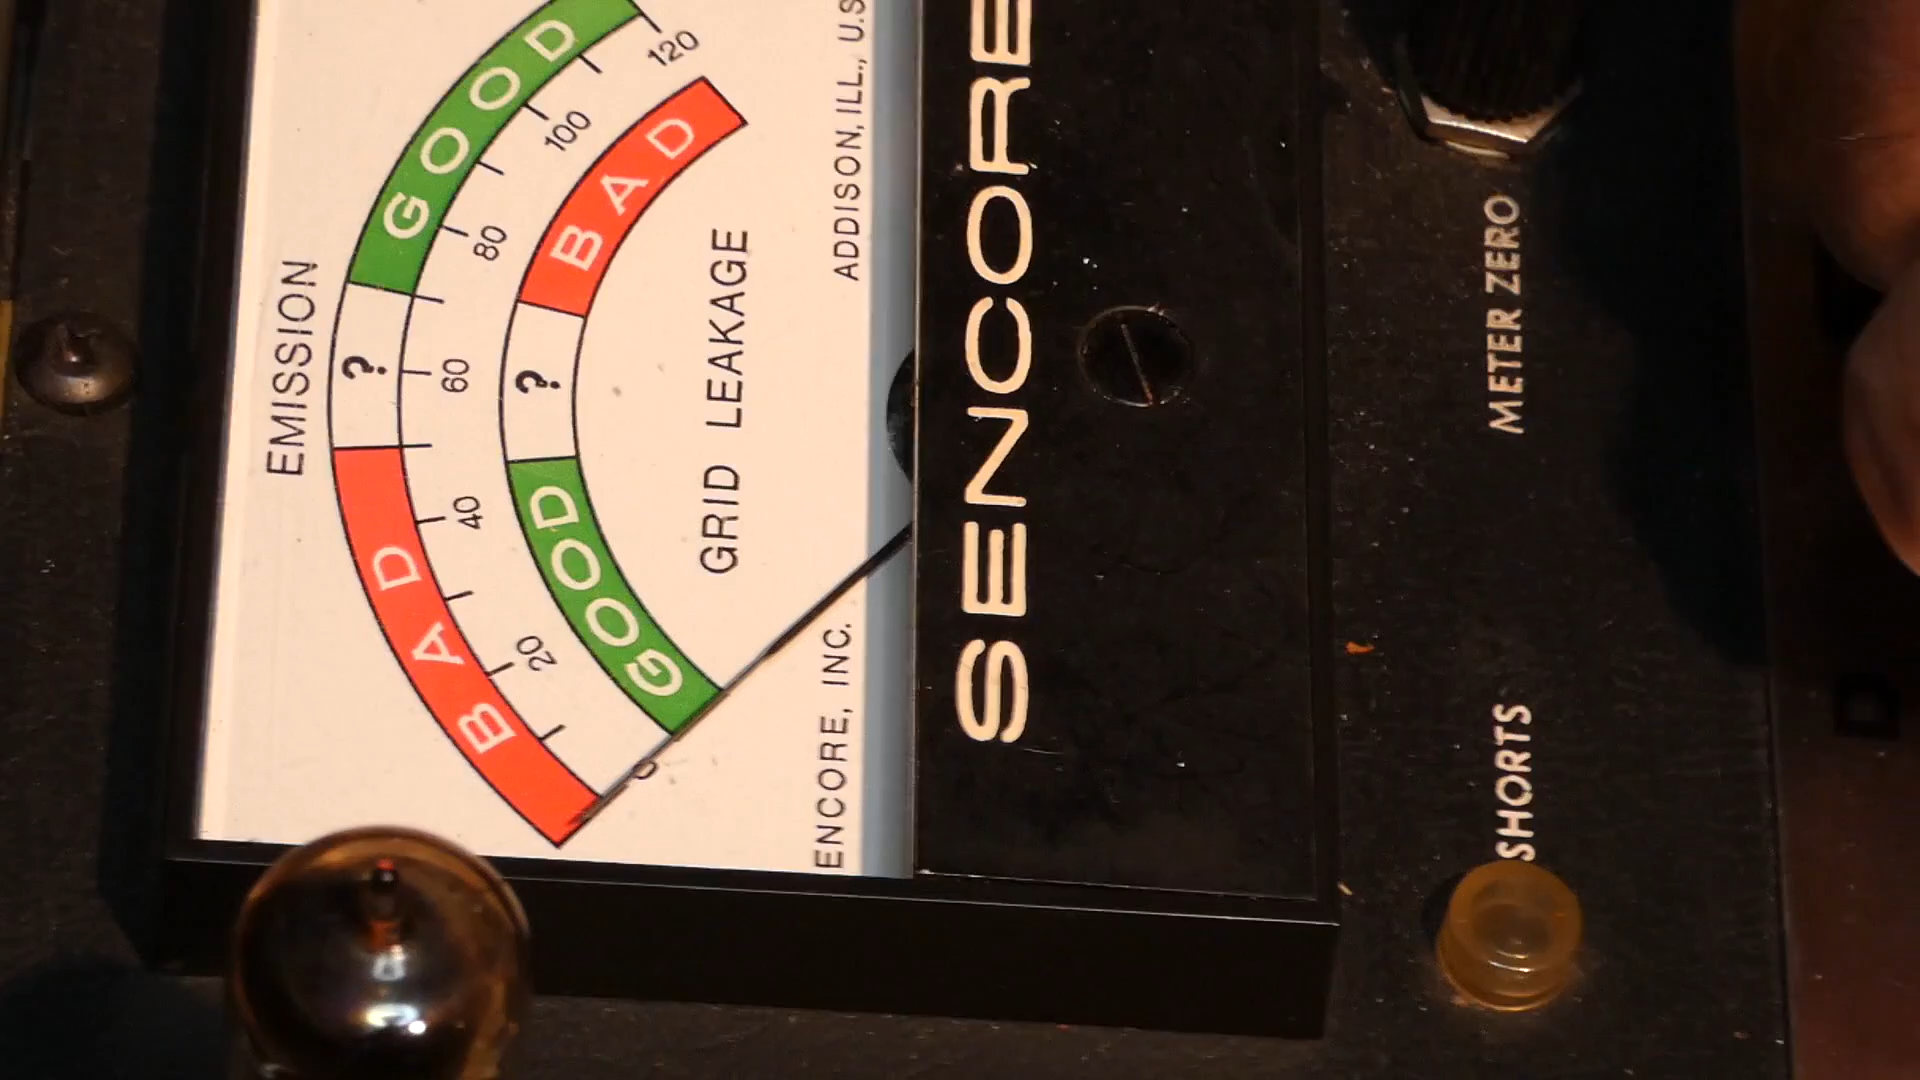 EMISSION
BAD ? GOOD
0 20 40 60 80 100 120
GOOD ? BAD
GRID LEAKAGE
ENCORE, INC. ADDISON, ILL., U.S
SENCORE
SHORTS METER ZERO